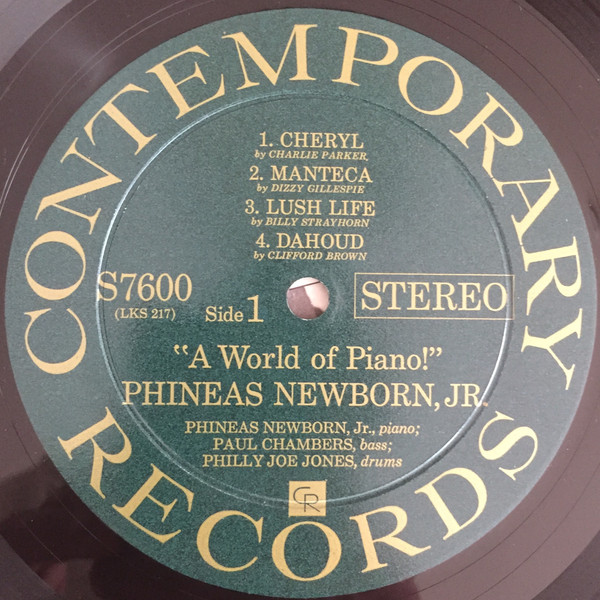 CONTEMPORARY
1. CHERYL
by CHARLIE PARKER,
2. MANTECA
by DIZZY GILLESPIE
3. LUSH LIFE
by BILLY STRAYHORN
4. DAHOUD
by CLIFFORD BROWN
S7600
(LKS 217)
Side 1
STEREO
"A World of Piano!"
PHINEAS NEWBORN, JR.
PHINEAS NEWBORN, Jr., piano;
PAUL CHAMBERS, bass;
PHILLY JOE JONES, drums
CR
RECORDS